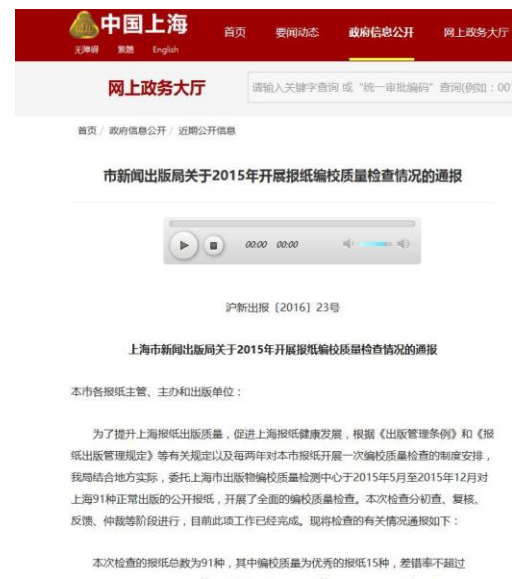 中国上海
首页 要闻动态 政府信息公开 网上政务大厅
无障碍 繁體 English
网上政务大厅
请输入关键字查询 或 “统一审批编码” 查询(例如：001
首页 / 政府信息公开 / 近期公开信息
市新闻出版局关于2015年开展报纸编校质量检查情况的通报
00:00 00:00
沪新出报〔2016〕23号
上海市新闻出版局关于2015年开展报纸编校质量检查情况的通报
本市各报纸主管、主办和出版单位：
为了提升上海报纸出版质量，促进上海报纸健康发展，根据《出版管理条例》和《报
纸出版管理规定》等有关规定以及每两年对本市报纸开展一次编校质量检查的制度安排，
我局结合地方实际，委托上海市出版物编校质量检测中心于2015年5月至2015年12月对
上海91种正常出版的公开报纸，开展了全面的编校质量检查。本次检查分初查、复核、
反馈、仲裁等阶段进行，目前此项工作已经完成。现将检查的有关情况通报如下：
本次检查的报纸总数为91种，其中编校质量为优秀的报纸15种，差错率不超过